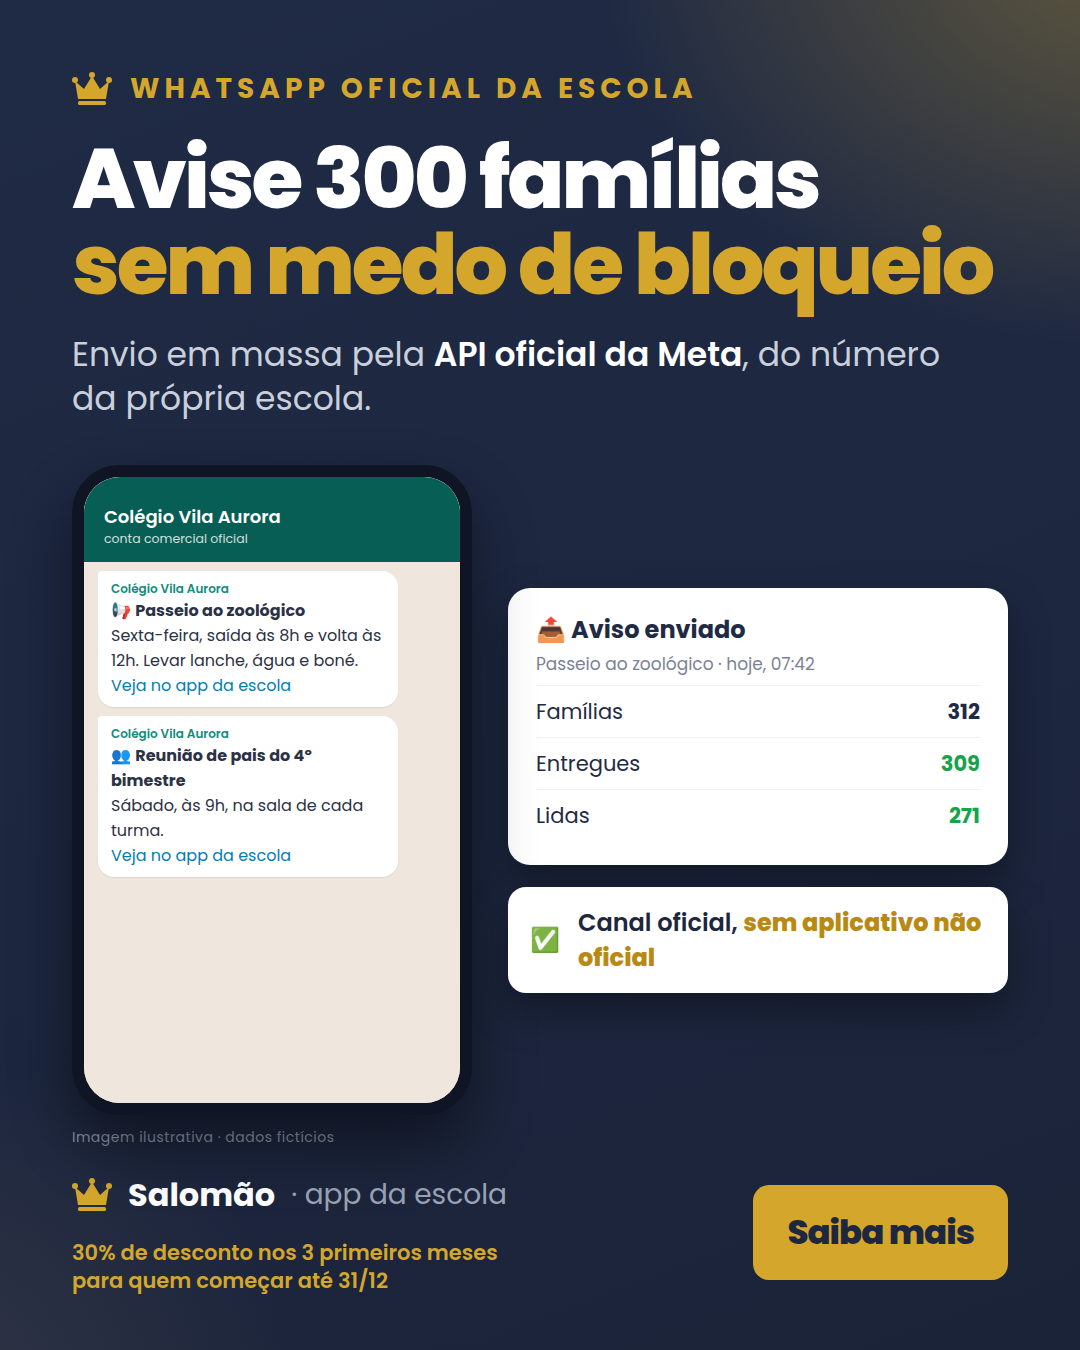 WHATSAPP OFICIAL DA ESCOLA
Avise 300 famílias
sem medo de bloqueio
Envio em massa pela API oficial da Meta, do número
da própria escola.
Colégio Vila Aurora
conta comercial oficial
Colégio Vila Aurora
Passeio ao zoológico
Sexta-feira, saída às 8h e volta às
12h. Levar lanche, água e boné.
Veja no app da escola
Colégio Vila Aurora
Reunião de pais do 4º
bimestre
Sábado, às 9h, na sala de cada
turma.
Veja no app da escola
Aviso enviado
Passeio ao zoológico · hoje, 07:42
Famílias 312
Entregues 309
Lidas 271
Canal oficial, sem aplicativo não
oficial
Imagem ilustrativa · dados fictícios
Salomão · app da escola
30% de desconto nos 3 primeiros meses
para quem começar até 31/12
Saiba mais